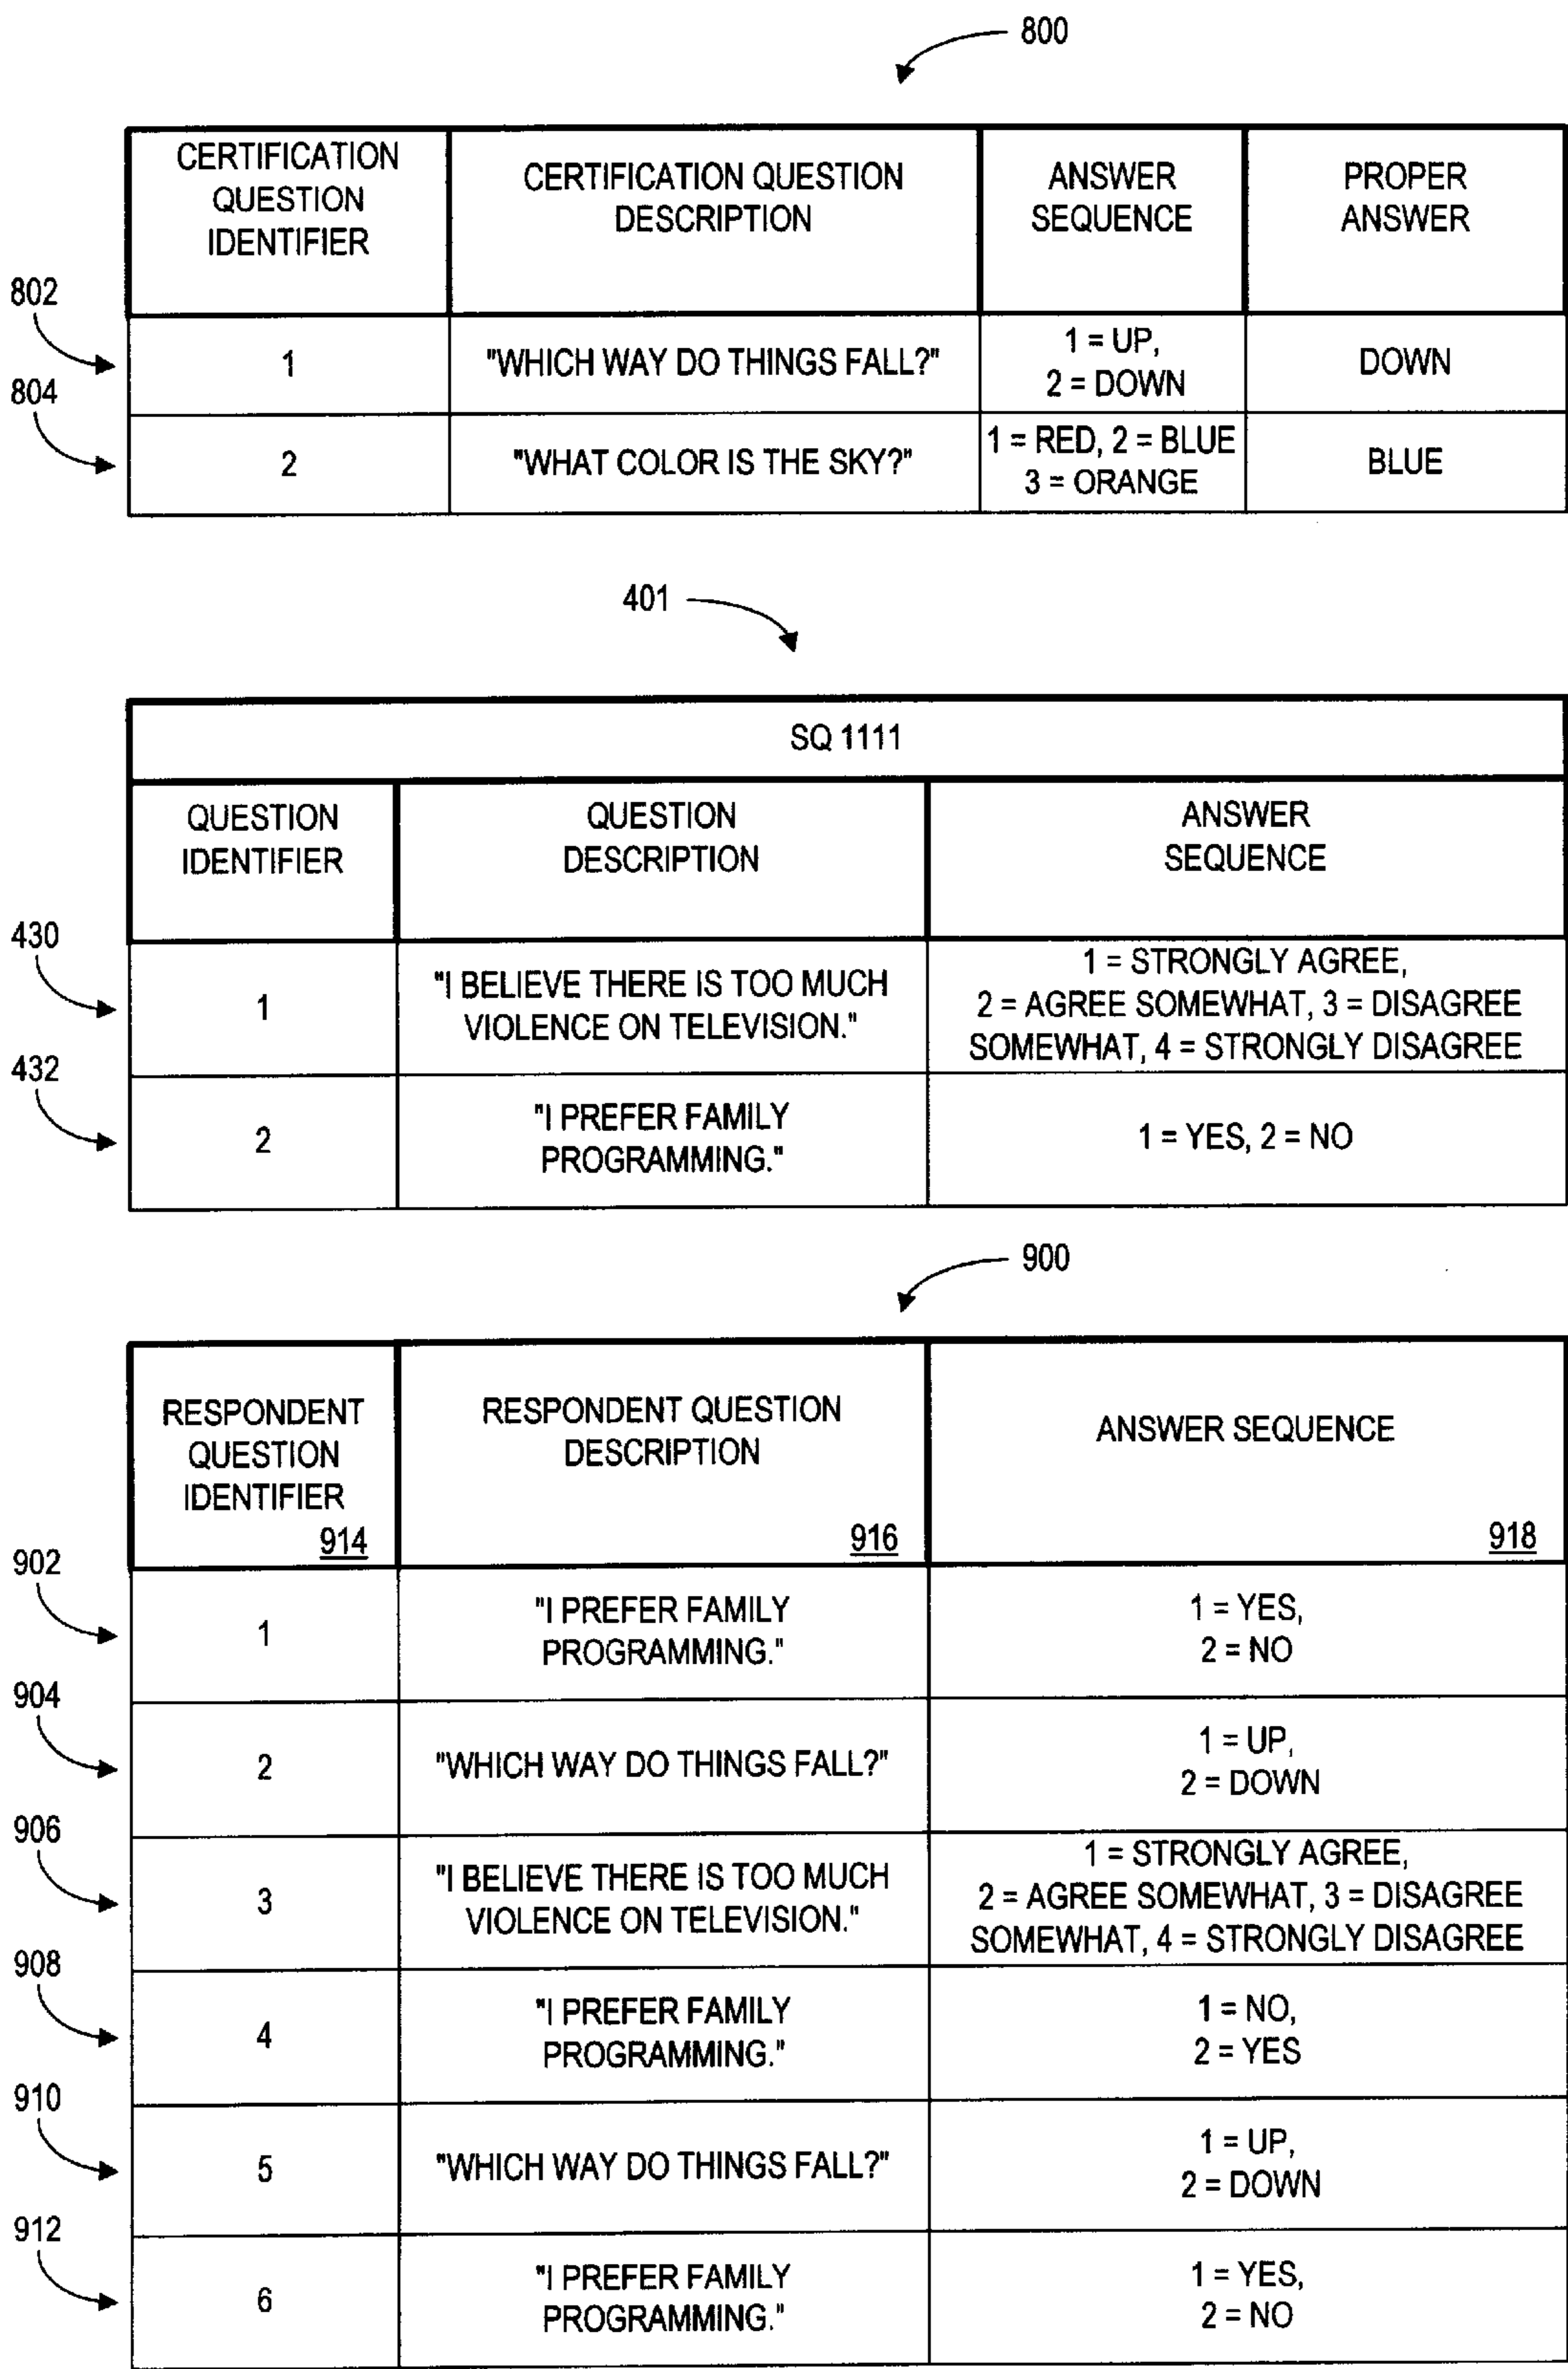 800
CERTIFICATION
QUESTION
IDENTIFIER
CERTIFICATION QUESTION
DESCRIPTION
ANSWER
SEQUENCE
PROPER
ANSWER
802
1
"WHICH WAY DO THINGS FALL?"
1 = UP,
2 = DOWN
DOWN
804
2
"WHAT COLOR IS THE SKY?"
1 = RED, 2 = BLUE
3 = ORANGE
BLUE
401
SQ 1111
QUESTION
IDENTIFIER
QUESTION
DESCRIPTION
ANSWER
SEQUENCE
430
1
"I BELIEVE THERE IS TOO MUCH
VIOLENCE ON TELEVISION."
1 = STRONGLY AGREE,
2 = AGREE SOMEWHAT, 3 = DISAGREE
SOMEWHAT, 4 = STRONGLY DISAGREE
432
2
"I PREFER FAMILY
PROGRAMMING."
1 = YES, 2 = NO
900
RESPONDENT
QUESTION
IDENTIFIER
914
RESPONDENT QUESTION
DESCRIPTION
916
ANSWER SEQUENCE
918
902
1
"I PREFER FAMILY
PROGRAMMING."
1 = YES,
2 = NO
904
2
"WHICH WAY DO THINGS FALL?"
1 = UP,
2 = DOWN
906
3
"I BELIEVE THERE IS TOO MUCH
VIOLENCE ON TELEVISION."
1 = STRONGLY AGREE,
2 = AGREE SOMEWHAT, 3 = DISAGREE
SOMEWHAT, 4 = STRONGLY DISAGREE
908
4
"I PREFER FAMILY
PROGRAMMING."
1 = NO,
2 = YES
910
5
"WHICH WAY DO THINGS FALL?"
1 = UP,
2 = DOWN
912
6
"I PREFER FAMILY
PROGRAMMING."
1 = YES,
2 = NO